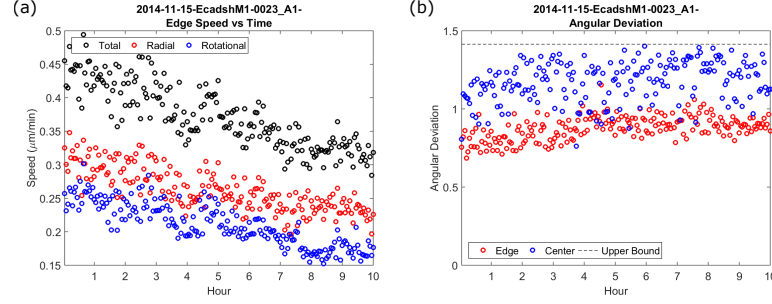 (a)
2014-11-15-EcadshM1-0023_A1-
Edge Speed vs Time
Total Radial Rotational
0.5
0.45
0.4
0.35
0.3
0.25
0.2
0.15
Speed (μm/min)
1 2 3 4 5 6 7 8 9 10
Hour
(b)
2014-11-15-EcadshM1-0023_A1-
Angular Deviation
1.5
1
0.5
0
Angular Deviation
Edge Center Upper Bound
1 2 3 4 5 6 7 8 9 10
Hour